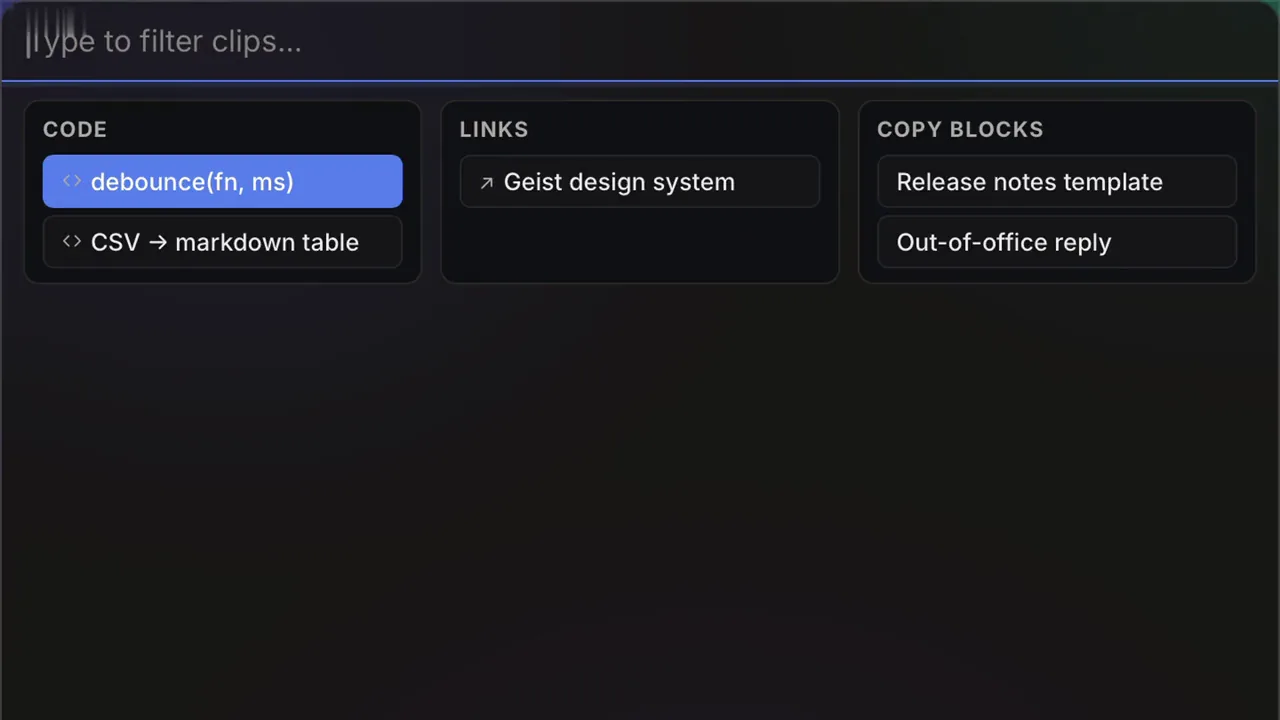 Type to filter clips...
CODE
debounce(fn, ms)
CSV → markdown table
LINKS
↗ Geist design system
COPY BLOCKS
Release notes template
Out-of-office reply